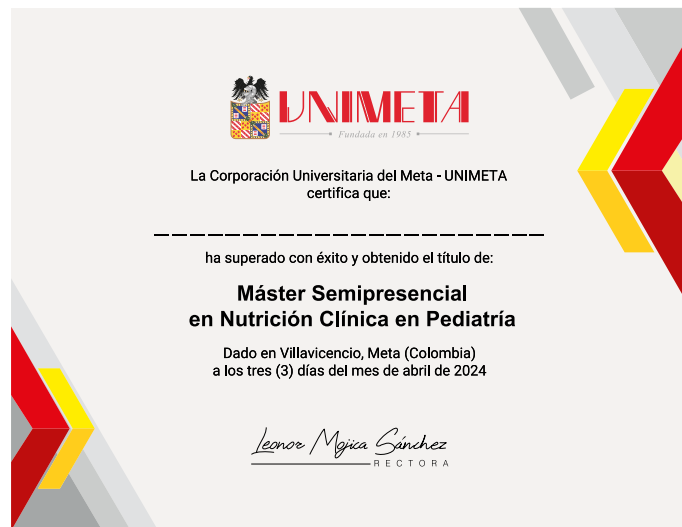 UNIMETA
Fundada en 1985
La Corporación Universitaria del Meta - UNIMETA
certifica que:
ha superado con éxito y obtenido el título de:
Máster Semipresencial
en Nutrición Clínica en Pediatría
Dado en Villavicencio, Meta (Colombia)
a los tres (3) días del mes de abril de 2024
Leonor Mojica Sánchez
RECTORA